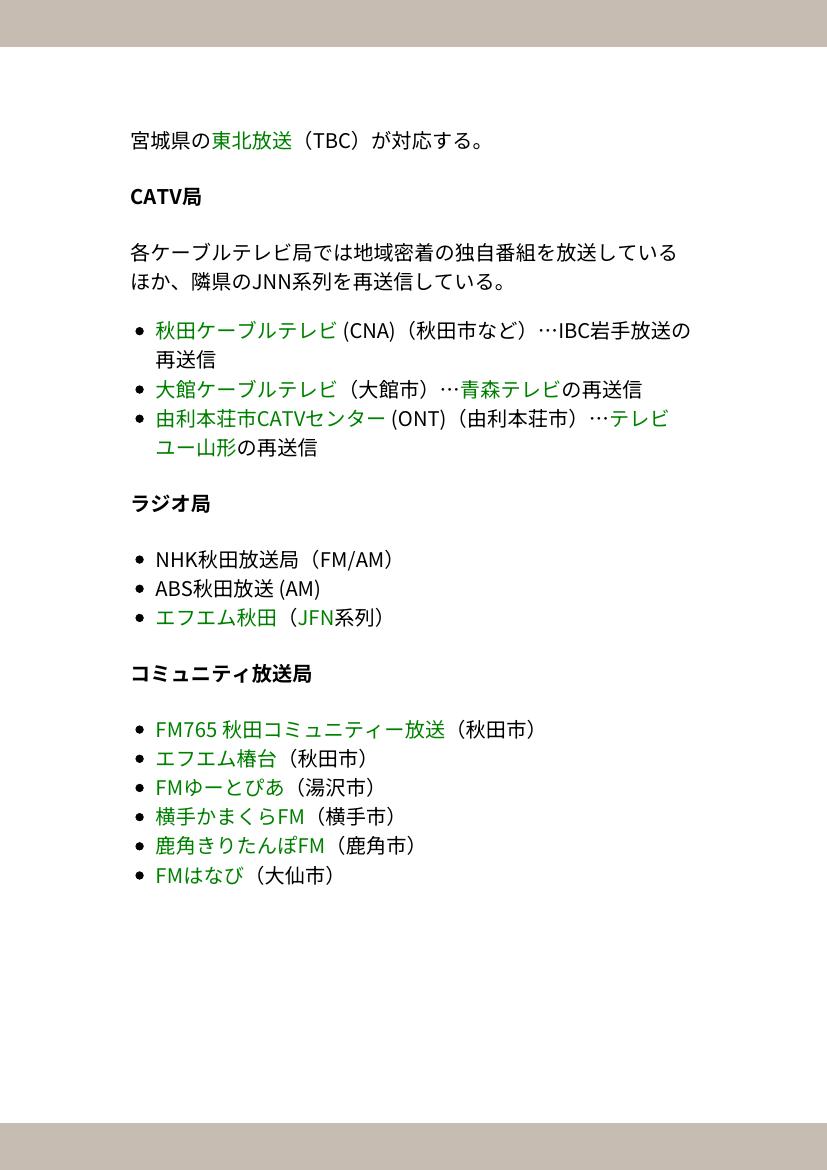 宮城県の東北放送（TBC）が対応する。
CATV局
各ケーブルテレビ局では地域密着の独自番組を放送している
ほか、隣県のJNN系列を再送信している。
• 秋田ケーブルテレビ (CNA)（秋田市など）…IBC岩手放送の
再送信
• 大館ケーブルテレビ（大館市）…青森テレビの再送信
• 由利本荘市CATVセンター (ONT)（由利本荘市）…テレビ
ユー山形の再送信
ラジオ局
• NHK秋田放送局（FM/AM）
• ABS秋田放送 (AM)
• エフエム秋田（JFN系列）
コミュニティ放送局
• FM765 秋田コミュニティー放送（秋田市）
• エフエム椿台（秋田市）
• FMゆーとぴあ（湯沢市）
• 横手かまくらFM（横手市）
• 鹿角きりたんぽFM（鹿角市）
• FMはなび（大仙市）